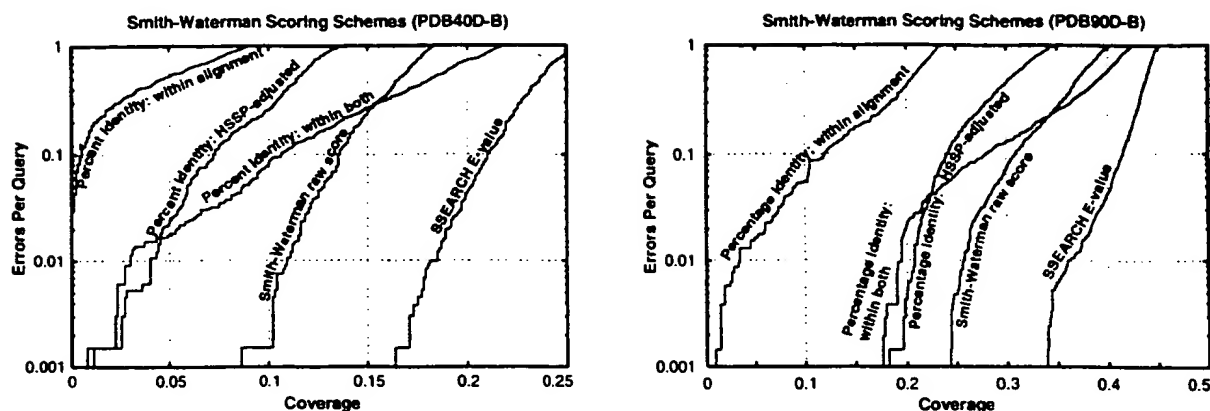 Smith-Waterman Scoring Schemes (PDB40D-B)
Errors Per Query
1
0.1
0.01
0.001
0
0.05
0.1
0.15
0.2
0.25
Coverage
Percent Identity: within alignment
Percent Identity: HSSP-adjusted
Percent Identity: within both
Smith-Waterman raw score
SSEARCH E-value
Smith-Waterman Scoring Schemes (PDB90D-B)
Errors Per Query
1
0.1
0.01
0.001
0
0.1
0.2
0.3
0.4
0.5
Coverage
Percentage Identity: within alignment
Percentage Identity:
within both
Percentage Identity: HSSP-adjusted
Smith-Waterman raw score
SSEARCH E-value